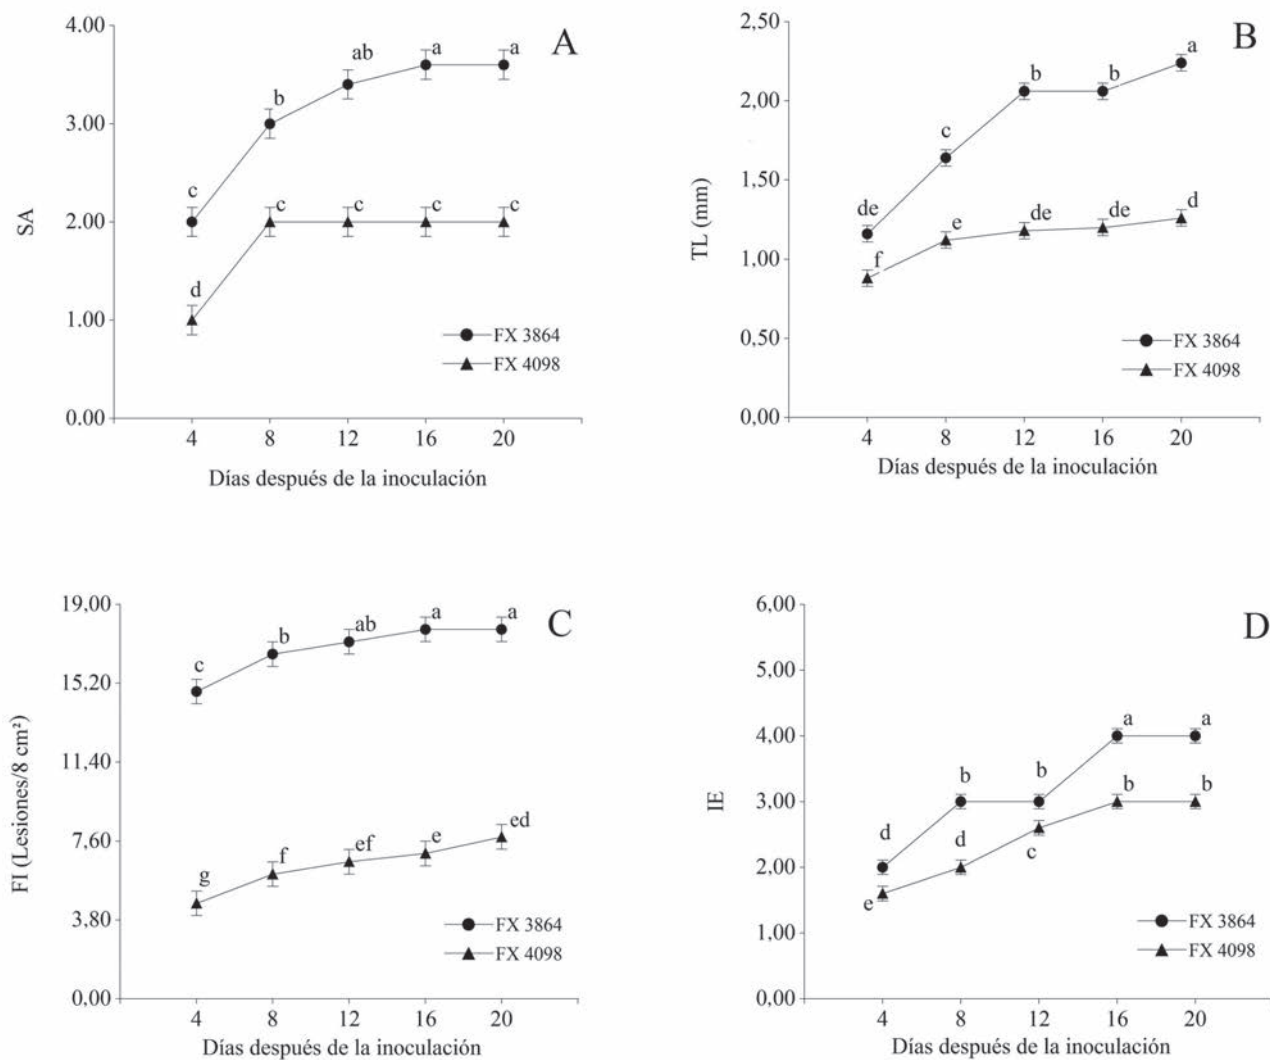 A
SA
4.00
3.00
2.00
1.00
0.00
c
b
ab
a
a
d
c
c
c
c
FX 3864
FX 4098
4 8 12 16 20
Días después de la inoculación
B
TL (mm)
2,50
2,00
1,50
1,00
0,50
0,00
de
c
b
b
a
f
e
de
de
d
FX 3864
FX 4098
4 8 12 16 20
Días después de la inoculación
C
FI (Lesiones/8 cm²)
19,00
15,20
11,40
7,60
3,80
0,00
c
b
ab
a
a
g
f
ef
e
ed
FX 3864
FX 4098
4 8 12 16 20
Días después de la inoculación
D
IE
6,00
5,00
4,00
3,00
2,00
1,00
0,00
d
b
b
a
a
e
d
c
b
b
FX 3864
FX 4098
4 8 12 16 20
Días después de la inoculación